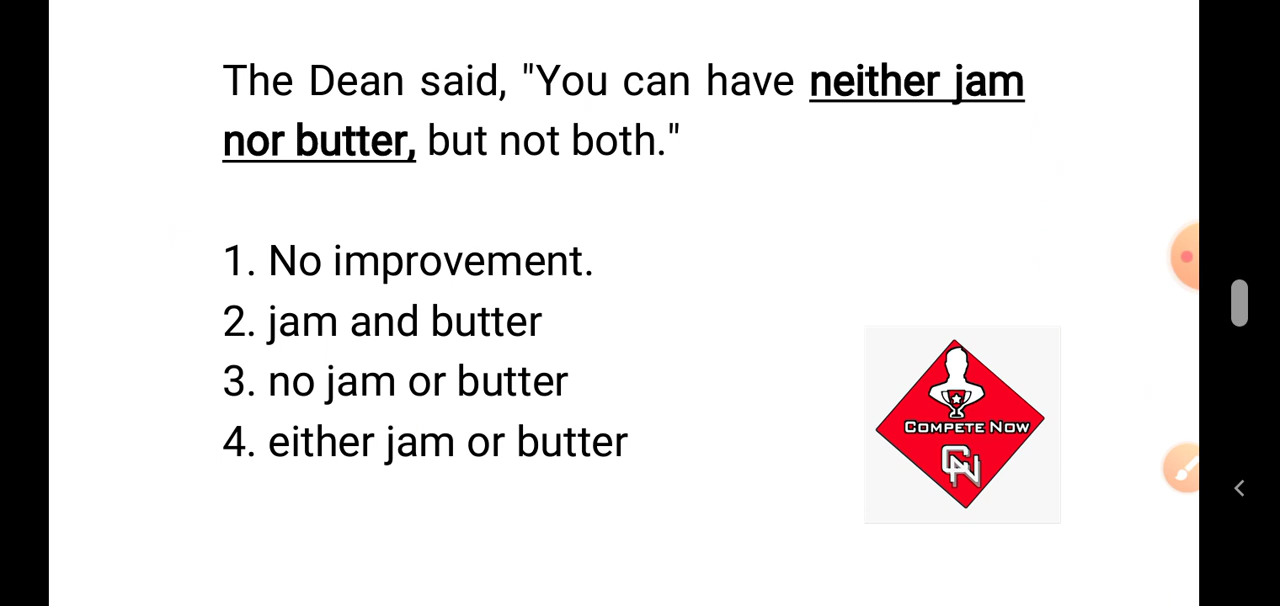 The Dean said, "You can have neither jam
nor butter, but not both."
1. No improvement.
2. jam and butter
3. no jam or butter
4. either jam or butter
COMPETE NOW
CN